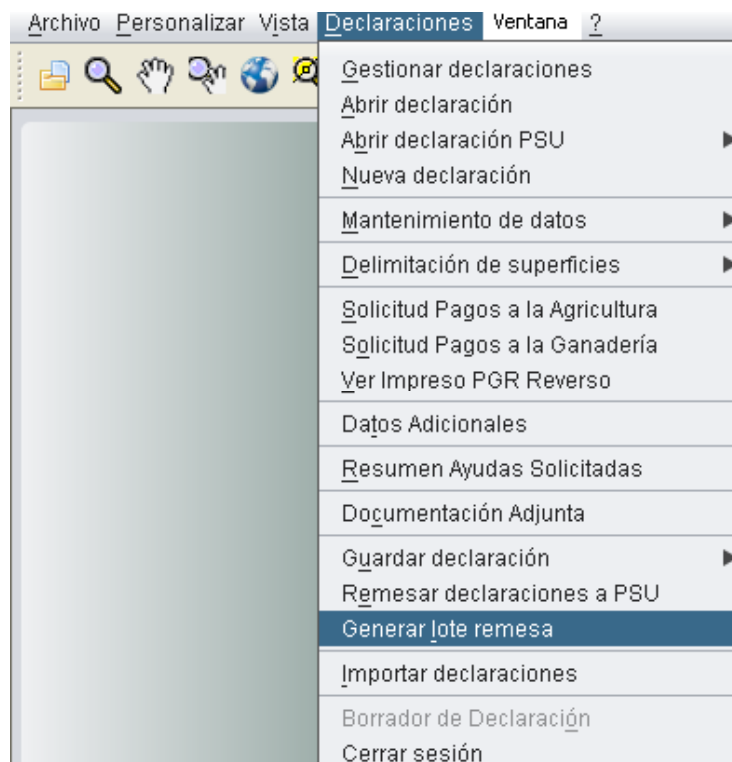 Archivo Personalizar Vista Declaraciones Ventana ?
Gestionar declaraciones
Abrir declaración
Abrir declaración PSU
Nueva declaración
Mantenimiento de datos
Delimitación de superficies
Solicitud Pagos a la Agricultura
Solicitud Pagos a la Ganadería
Ver Impreso PGR Reverso
Datos Adicionales
Resumen Ayudas Solicitadas
Documentación Adjunta
Guardar declaración
Remesar declaraciones a PSU
Generar lote remesa
Importar declaraciones
Borrador de Declaración
Cerrar sesión